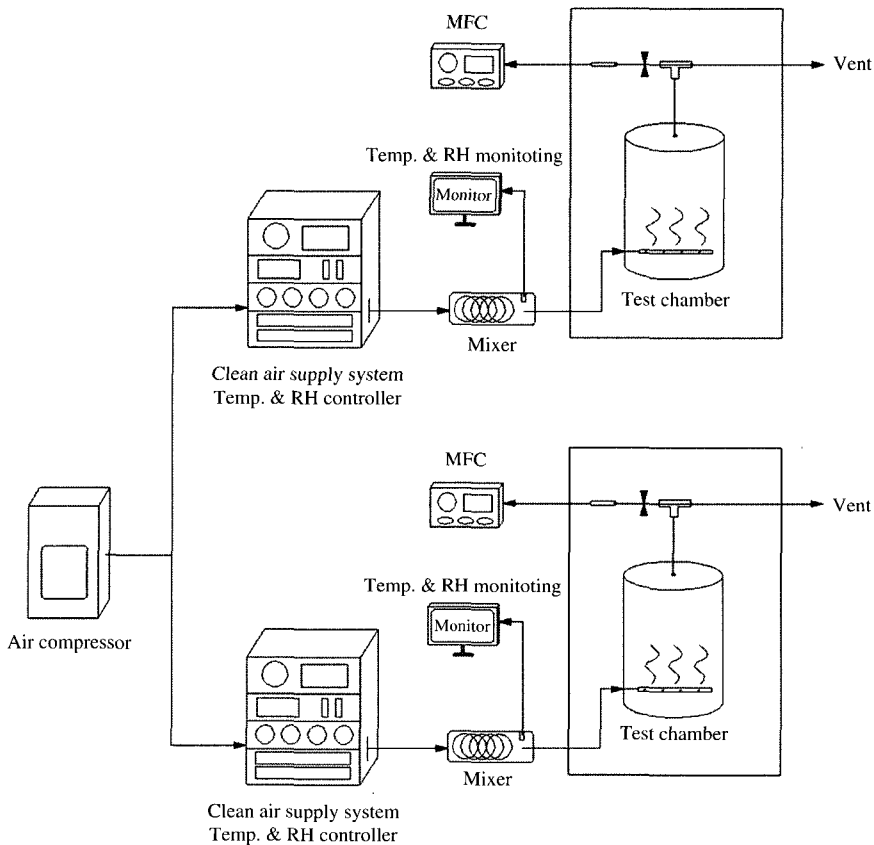 MFC
Vent
Temp. & RH monitoting
Monitor
Test chamber
Mixer
Clean air supply system
Temp. & RH controller
MFC
Vent
Temp. & RH monitoting
Monitor
Air compressor
Test chamber
Mixer
Clean air supply system
Temp. & RH controller